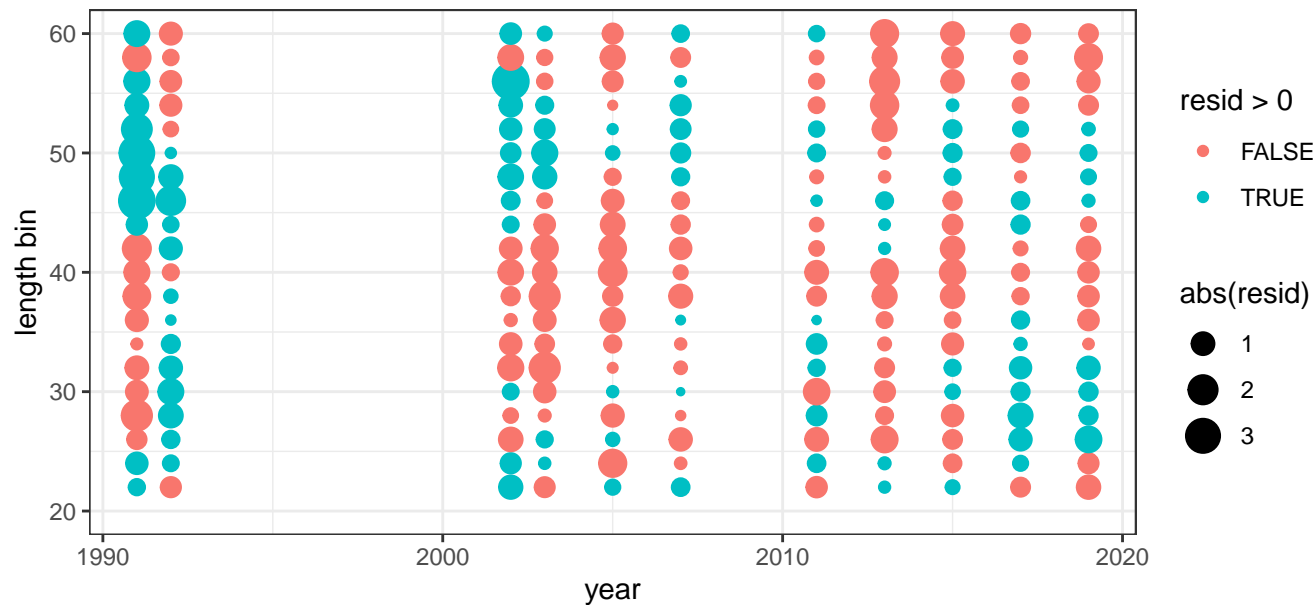 60
50
40
30
20
length bin
1990
2000
2010
2020
year
resid > 0
FALSE
TRUE
abs(resid)
1
2
3